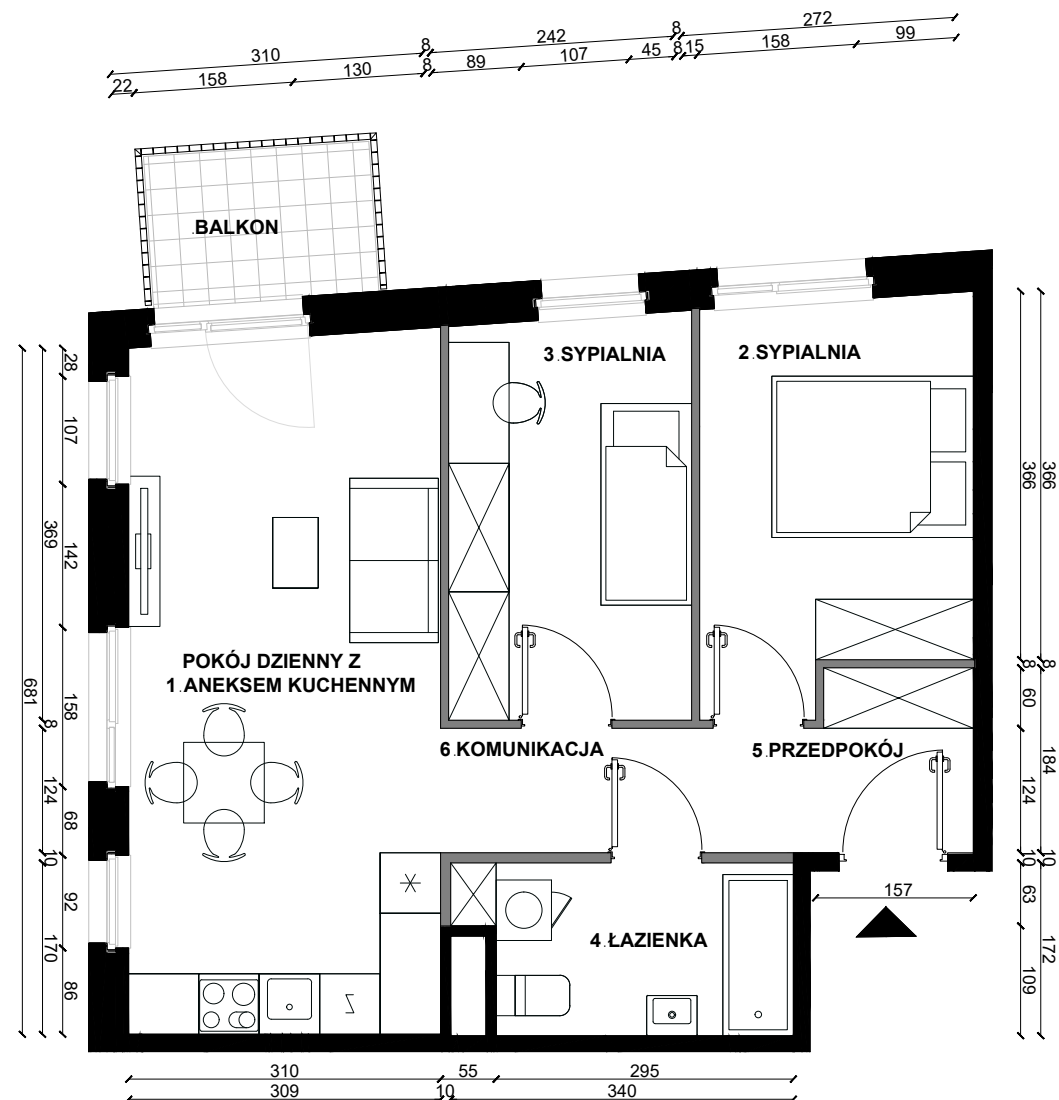 310 8 242 8 272
22 158 130 8 89 107 45 8 15 158 99
.BALKON
3.SYPIALNIA
2.SYPIALNIA
POKÓJ DZIENNY Z
1.ANEKSEM KUCHENNYM
6.KOMUNIKACJA
5.PRZEDPOKÓJ
4.ŁAZIENKA
Z
681
369 8 124 10 170
28 107 142 158 68 92 86
366 8 60 124 10 63 109
366 8 184 10 172
157
310 55 295
309 10 340